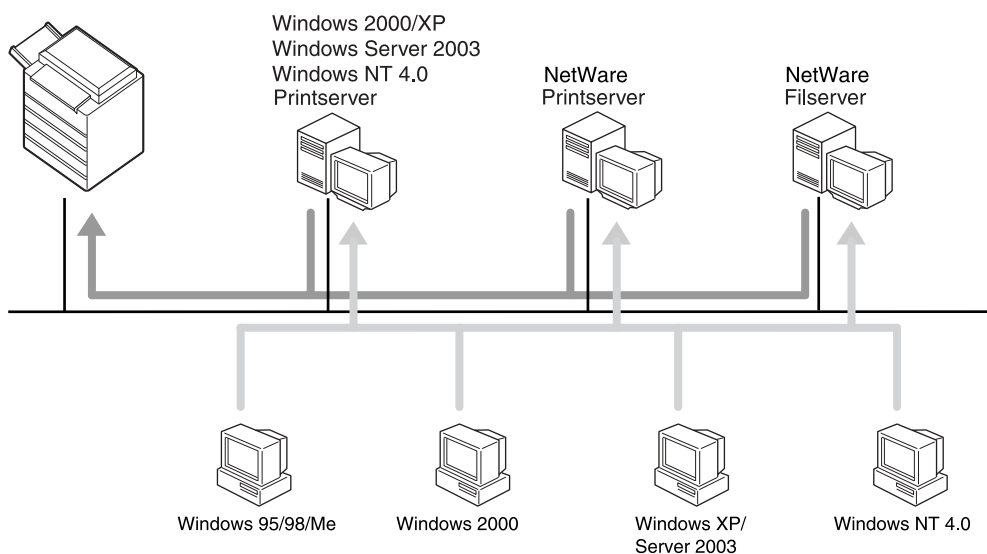 Windows 2000/XP
Windows Server 2003
Windows NT 4.0
Printserver
NetWare
Printserver
NetWare
Filserver
Windows 95/98/Me
Windows 2000
Windows XP/
Server 2003
Windows NT 4.0